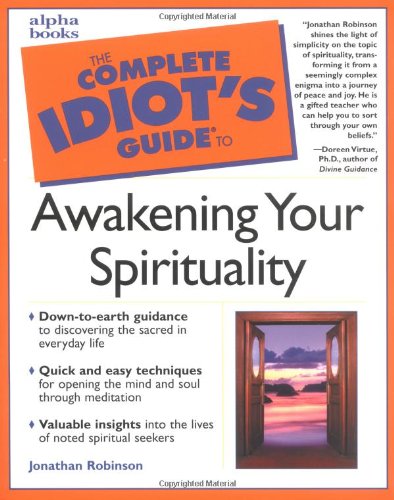 Copyrighted Material
alpha
books
THE
COMPLETE
IDIOT'S
GUIDE® TO
"Jonathan Robinson
shines the light of
simplicity on the topic
of spirituality, trans-
forming it from a
seemingly complex
enigma into a journey
of peace and joy. He is
a gifted teacher who
can help you to sort
through your own
beliefs."
—Doreen Virtue,
Ph.D., author of
Divine Guidance
Awakening Your
Spirituality
♦ Down-to-earth guidance
to discovering the sacred in
everyday life
♦ Quick and easy techniques
for opening the mind and soul
through meditation
♦ Valuable insights into the lives
of noted spiritual seekers
Jonathan Robinson
Copyrighted Material